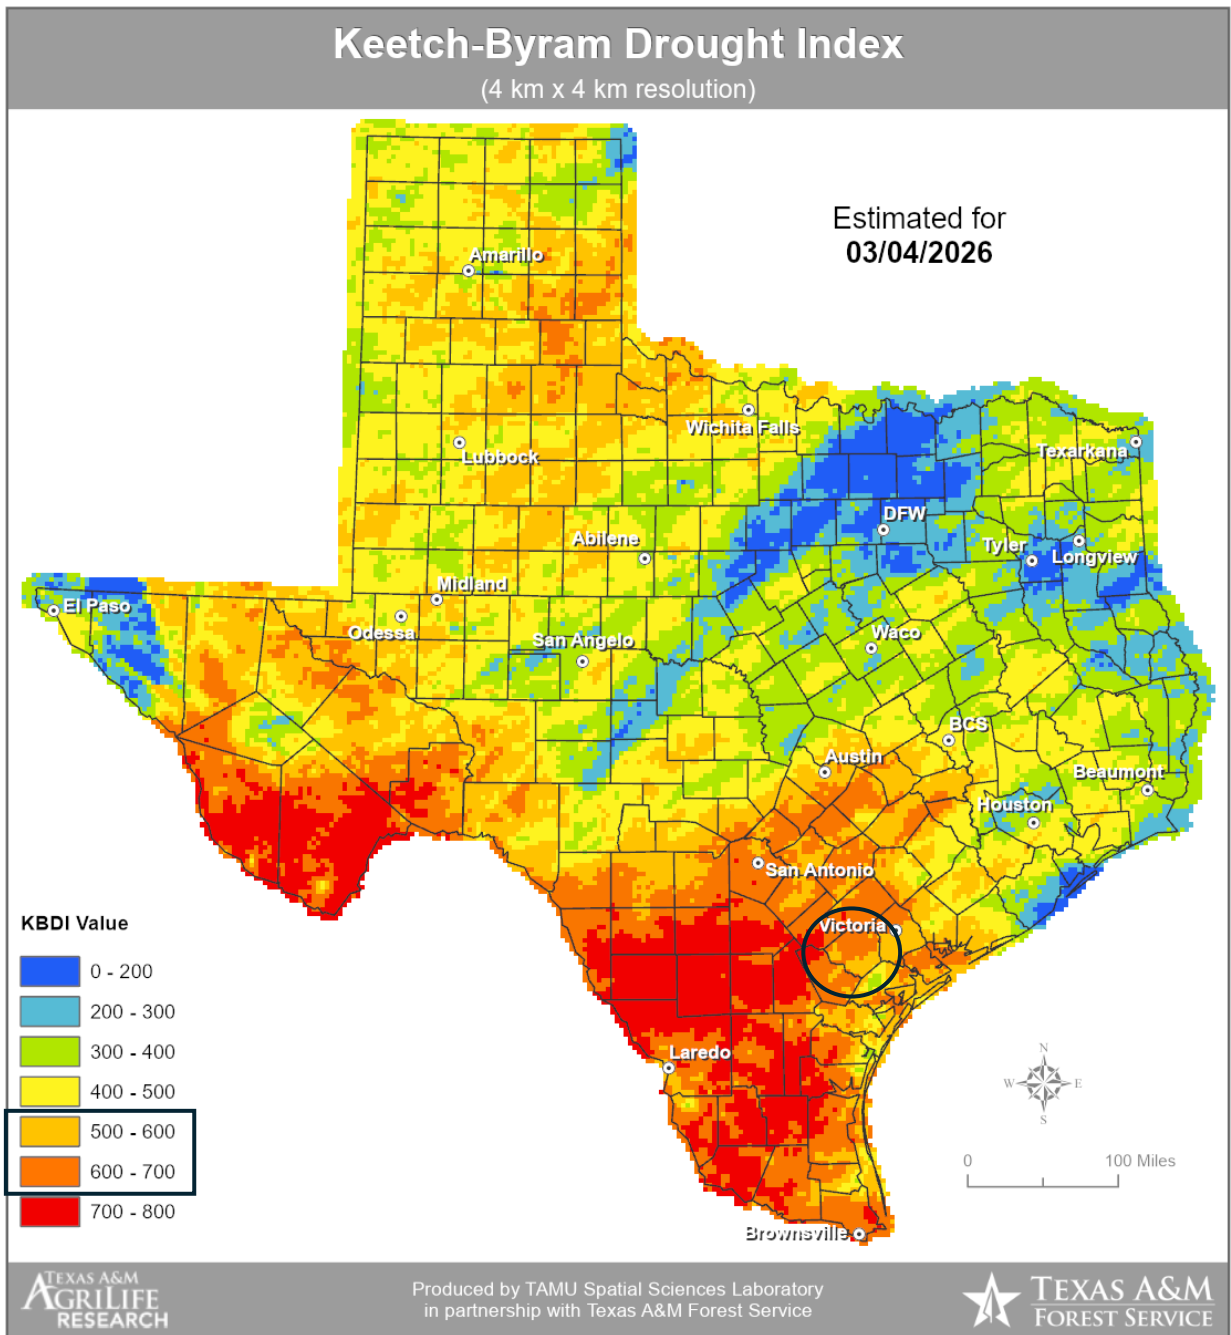 Keetch-Byram Drought Index
(4 km x 4 km resolution)
Estimated for
03/04/2026
Amarillo
Wichita Falls
Texarkana
Lubbock
DFW
Abilene
Tyler
Longview
Midland
El Paso
Odessa
San Angelo
Waco
BCS
Austin
Beaumont
Houston
San Antonio
Victoria
KBDI Value
0 - 200
200 - 300
300 - 400
400 - 500
500 - 600
600 - 700
700 - 800
Laredo
Brownsville
N
W E
S
0 100 Miles
TEXAS A&M
AGRILIFE
RESEARCH
Produced by TAMU Spatial Sciences Laboratory
in partnership with Texas A&M Forest Service
TEXAS A&M
FOREST SERVICE